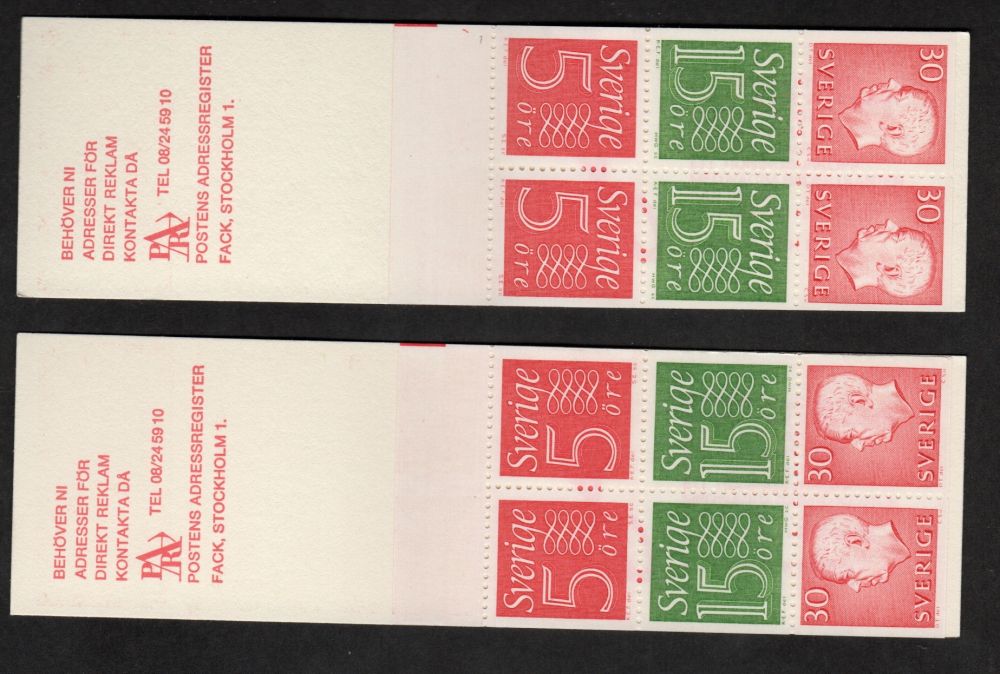 BEHÖVER NI
ADRESSER FÖR
DIREKT REKLAM
KONTAKTA DÅ
PAR TEL 08/24 59 10
POSTENS ADRESSREGISTER
FACK, STOCKHOLM 1.
Sverige
5 öre
Sverige
15 öre
30
SVERIGE
Sverige
5 öre
Sverige
15 öre
30
SVERIGE
BEHÖVER NI
ADRESSER FÖR
DIREKT REKLAM
KONTAKTA DÅ
PAR TEL 08/24 59 10
POSTENS ADRESSREGISTER
FACK, STOCKHOLM 1.
Sverige
5 öre
Sverige
15 öre
30
SVERIGE
Sverige
5 öre
Sverige
15 öre
30
SVERIGE